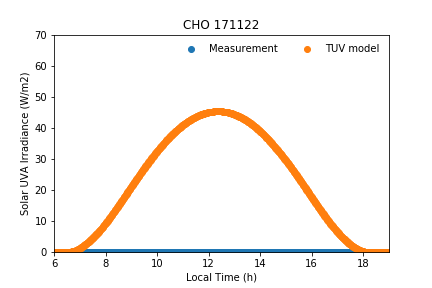 CHO 171122
Measurement TUV model
Solar UVA Irradiance (W/m2)
70
60
50
40
30
20
10
0
6 8 10 12 14 16 18
Local Time (h)